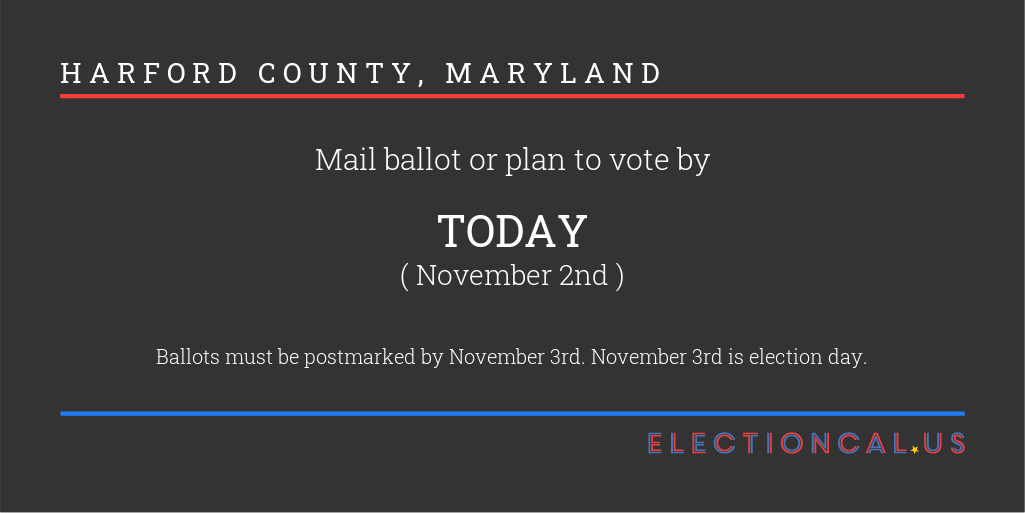 HARFORD COUNTY, MARYLAND
Mail ballot or plan to vote by
TODAY
( November 2nd )
Ballots must be postmarked by November 3rd. November 3rd is election day.
ELECTIONCAL.US